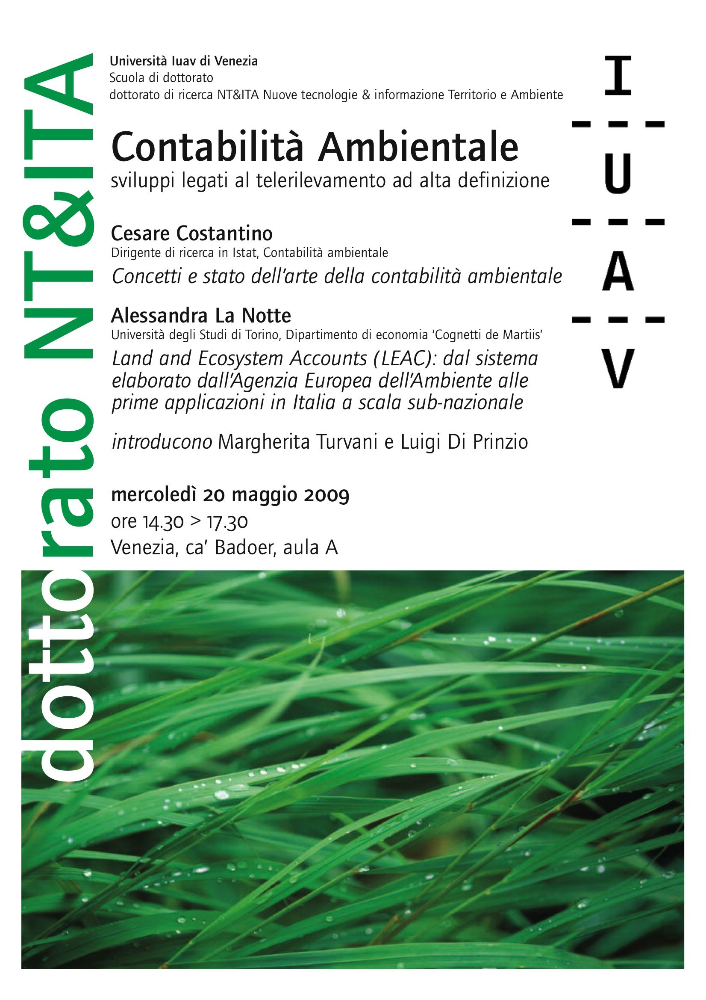 Università Iuav di Venezia
Scuola di dottorato
dottorato di ricerca NT&ITA Nuove tecnologie & informazione Territorio e Ambiente
Contabilità Ambientale
sviluppi legati al telerilevamento ad alta definizione
Cesare Costantino
Dirigente di ricerca in Istat, Contabilità ambientale
Concetti e stato dell’arte della contabilità ambientale
Alessandra La Notte
Università degli Studi di Torino, Dipartimento di economia ‘Cognetti de Martiis’
Land and Ecosystem Accounts (LEAC): dal sistema
elaborato dall’Agenzia Europea dell’Ambiente alle
prime applicazioni in Italia a scala sub-nazionale
introducono Margherita Turvani e Luigi Di Prinzio
mercoledì 20 maggio 2009
ore 14.30 > 17.30
Venezia, ca’ Badoer, aula A
dottorato NT&ITA
I
- - -
U
- - -
A
- - -
V